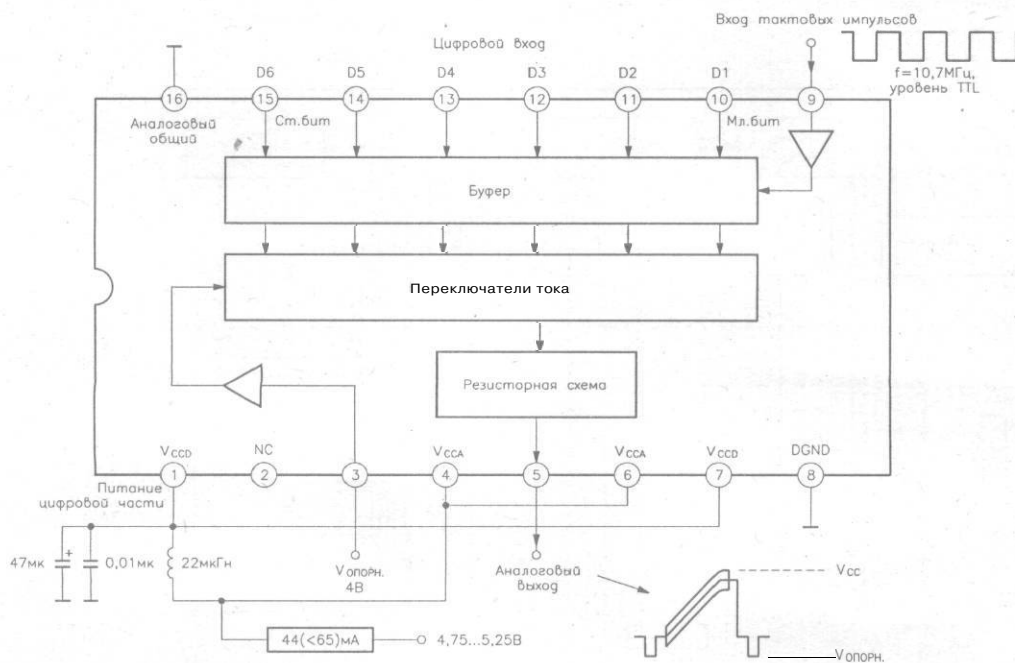 Вход тактовых импульсов
Цифровой вход
f=10,7МГц,
уровень TTL
D6 D5 D4 D3 D2 D1
16 15 14 13 12 11 10 9
Аналоговый
общий
Ст.бит
Мл.бит
Буфер
Переключатели тока
Резисторная схема
VCCD NC VCCA VCCA VCCD DGND
1 2 3 4 5 6 7 8
Питание
цифровой части
47мк
+
0,01мк
22мкГн
VОПОРН.
4В
Аналоговый
выход
VCC
44(<65)мА
4,75...5,25В
VОПОРН.